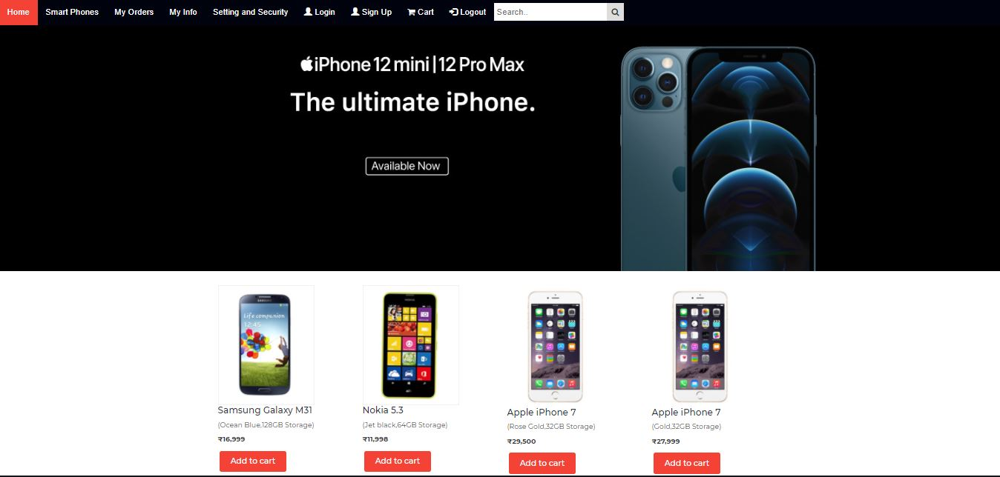 Home Smart Phones My Orders My Info Setting and Security Login Sign Up Cart Logout Search..
iPhone 12 mini | 12 Pro Max
The ultimate iPhone.
Available Now
SAMSUNG
Life companion
12:45
NOKIA
Samsung Galaxy M31
(Ocean Blue,128GB Storage)
₹16,999
Add to cart
Nokia 5.3
(Jet black,64GB Storage)
₹11,998
Add to cart
Apple iPhone 7
(Rose Gold,32GB Storage)
₹29,500
Add to cart
Apple iPhone 7
(Gold,32GB Storage)
₹27,999
Add to cart